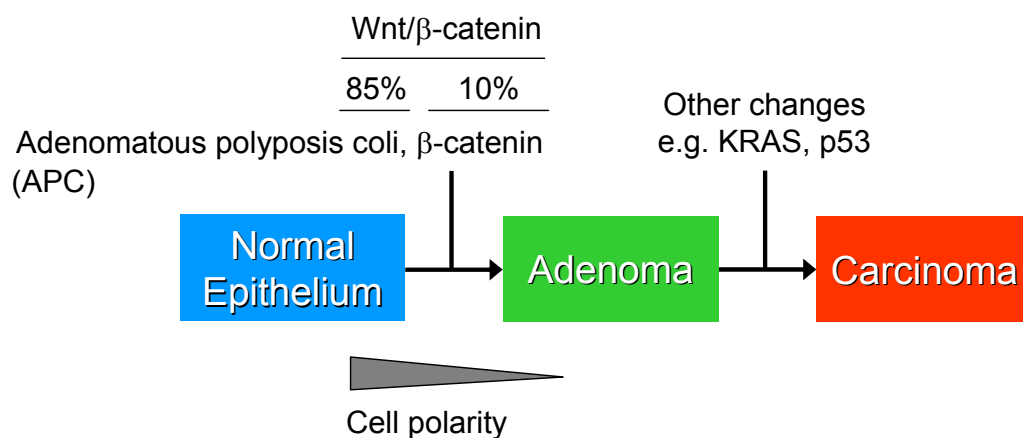 Wnt/β-catenin
85% 10%
Adenomatous polyposis coli, β-catenin
(APC)
Other changes
e.g. KRAS, p53
Normal
Epithelium
Adenoma
Carcinoma
Cell polarity